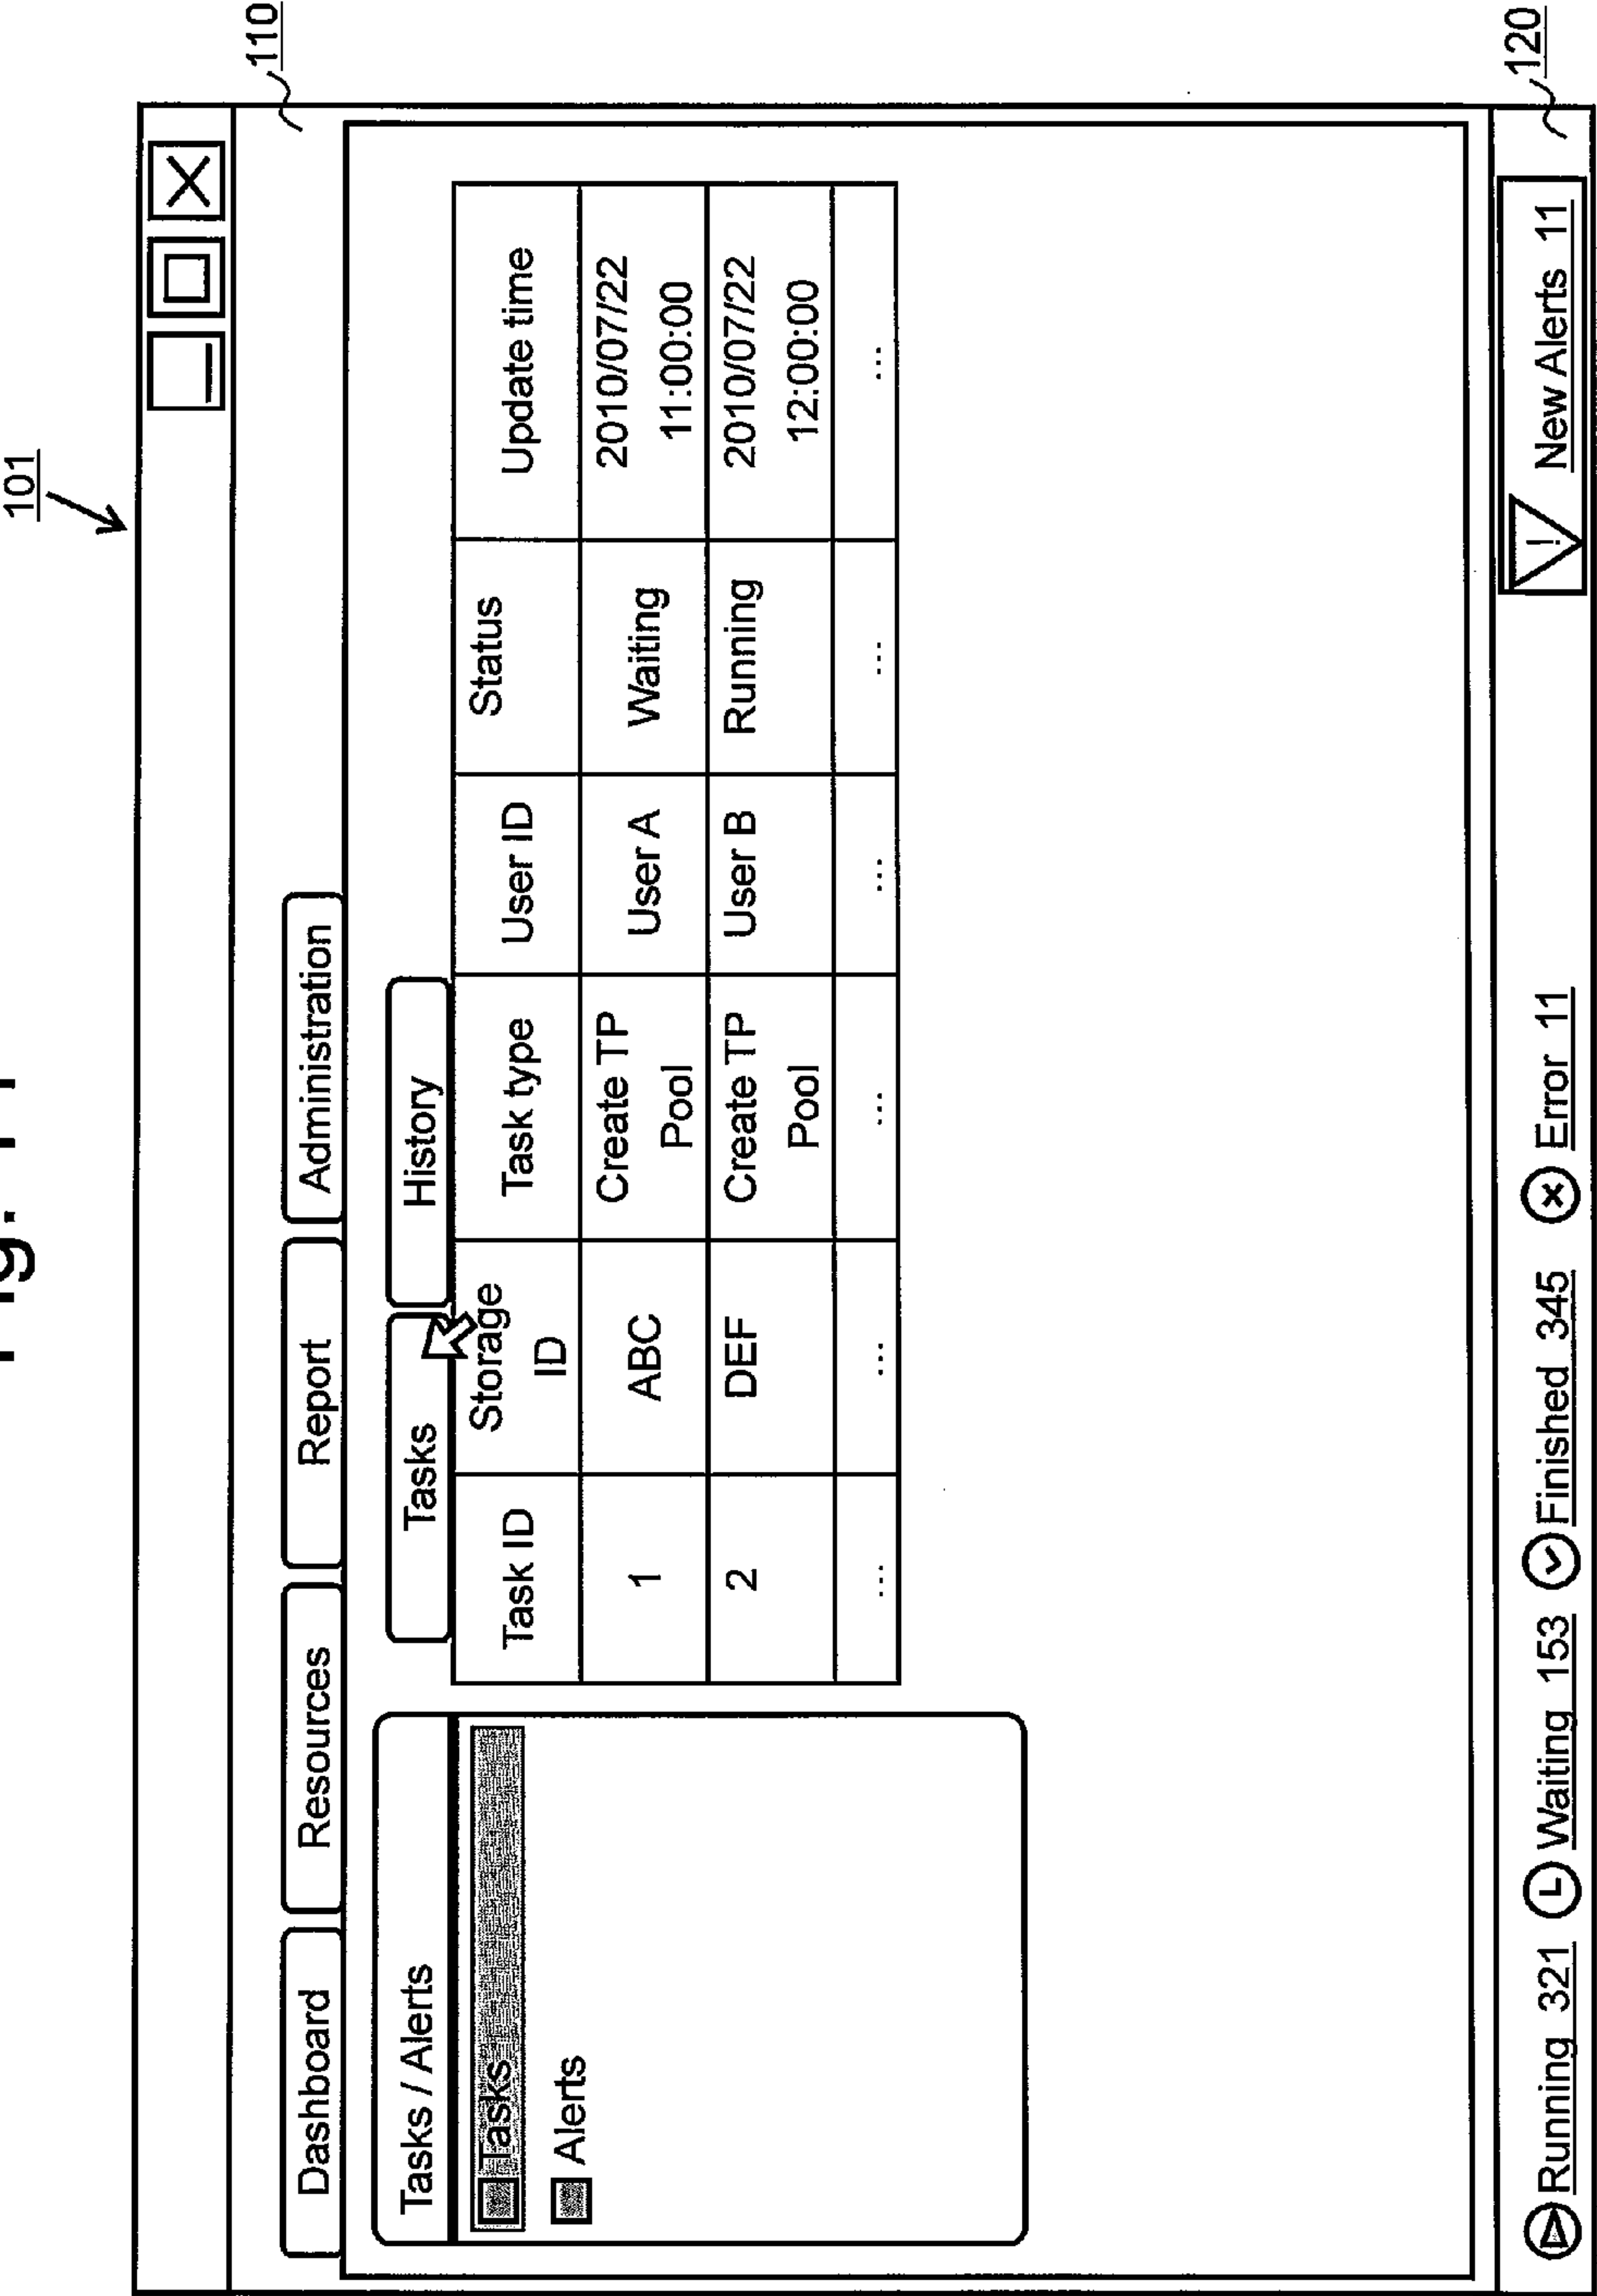 Fig.
101
110
Dashboard
Resources
Report
Administration
Tasks / Alerts
Tasks
Alerts
Tasks
History
Task ID
Storage
ID
Task type
User ID
Status
Update time
1
ABC
Create TP
Pool
User A
Waiting
2010/07/22
11:00:00
2
DEF
Create TP
Pool
User B
Running
2010/07/22
12:00:00
... ... ... ... ... ...
Running 321
Waiting 153
Finished 345
Error 11
! New Alerts 11
120